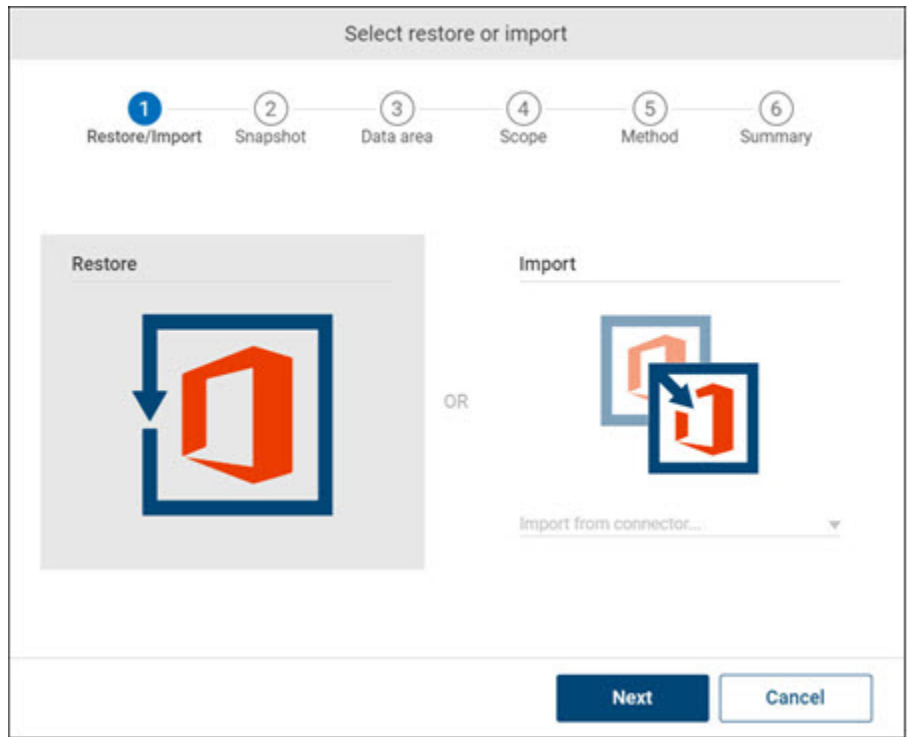 Select restore or import
1 2 3 4 5 6
Restore/Import Snapshot Data area Scope Method Summary
Restore
Import
OR
Import from connector...
Next Cancel